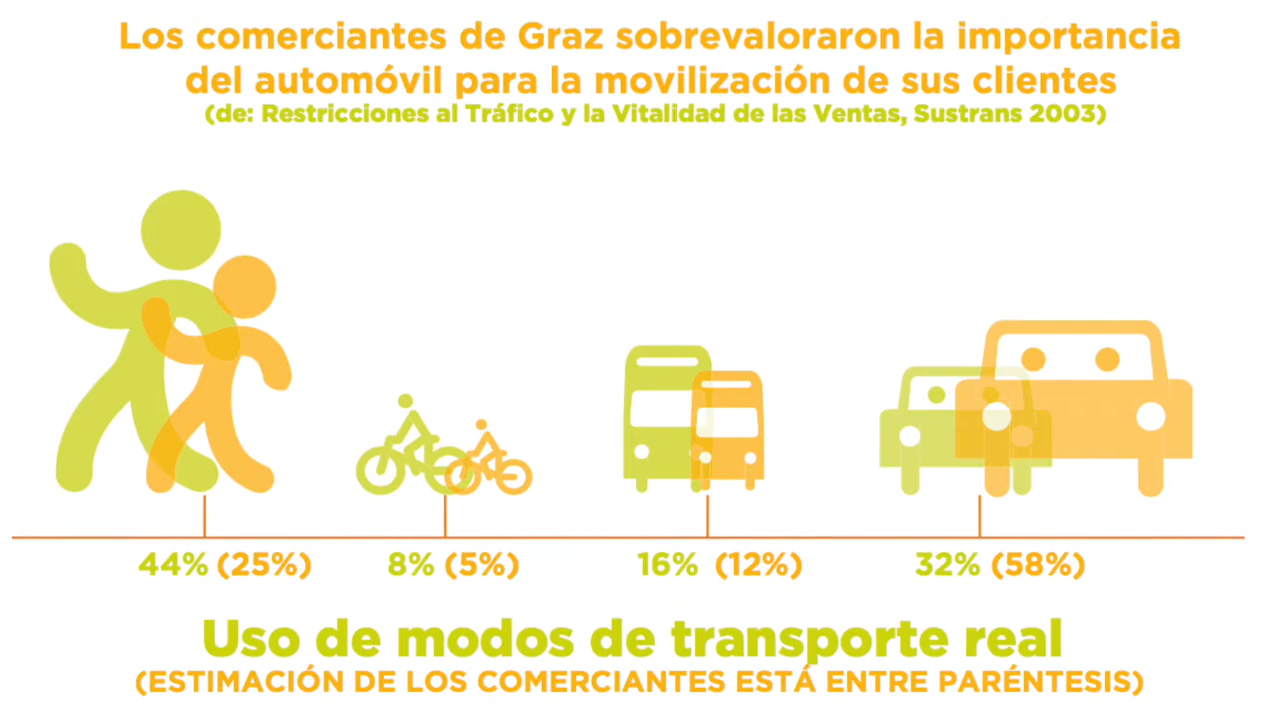 Los comerciantes de Graz sobrevaloraron la importancia
del automóvil para la movilización de sus clientes
(de: Restricciones al Tráfico y la Vitalidad de las Ventas, Sustrans 2003)
44% (25%) 8% (5%) 16% (12%) 32% (58%)
Uso de modos de transporte real
(ESTIMACIÓN DE LOS COMERCIANTES ESTÁ ENTRE PARÉNTESIS)